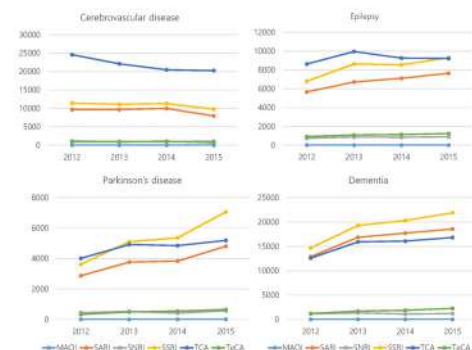 Cerebrovascular disease
30000
25000
20000
15000
10000
5000
0
2012 2013 2014 2015
Epilepsy
12000
10000
8000
6000
4000
2000
0
2012 2013 2014 2015
Parkinson's disease
8000
6000
4000
2000
0
2012 2013 2014 2015
Dementia
25000
20000
15000
10000
5000
0
2012 2013 2014 2015
MAOI SARI SNRI SSRI TCA TeCA
MAOI SARI SNRI SSRI TCA TeCA